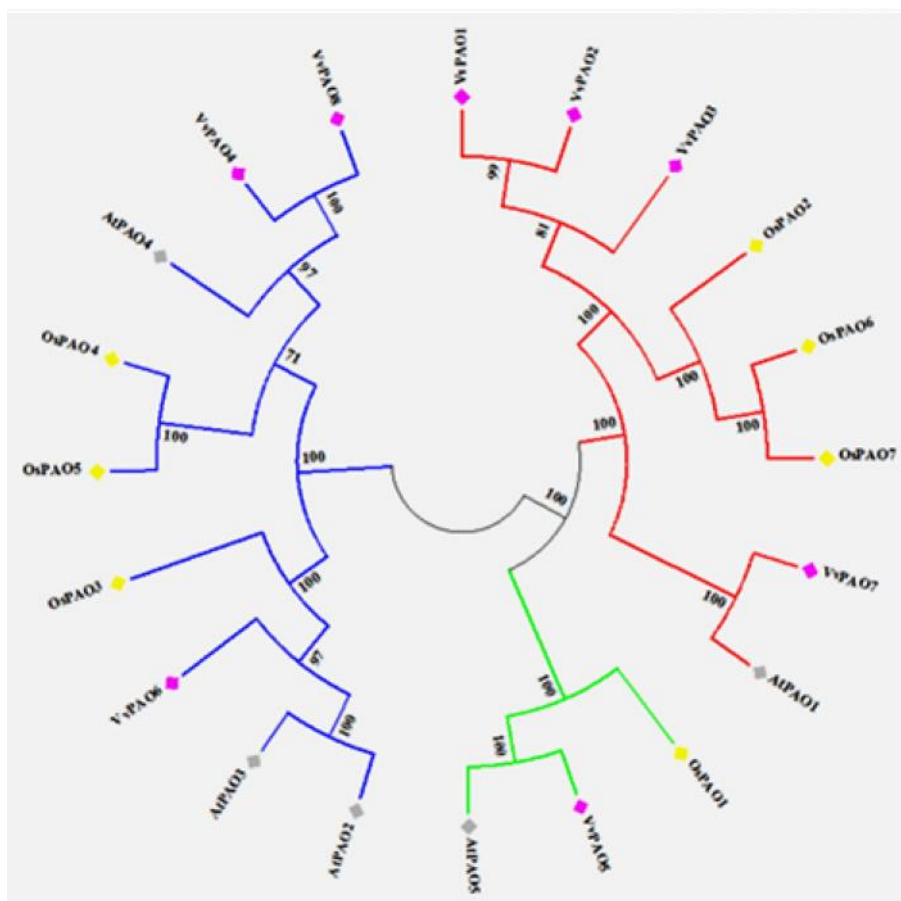 VvPAO1
VvPAO2
VvPAO3
OsPAO2
OsPAO6
OsPAO7
VvPAO7
AtPAO1
OsPAO1
VvPAO5
AtPAO5
AtPAO2
AtPAO3
VvPAO6
OsPAO3
OsPAO5
OsPAO4
AtPAO4
VvPAO4
VvPAO8
99
81
100
100
100
100
100
100
100
100
100
97
100
100
100
71
97
100